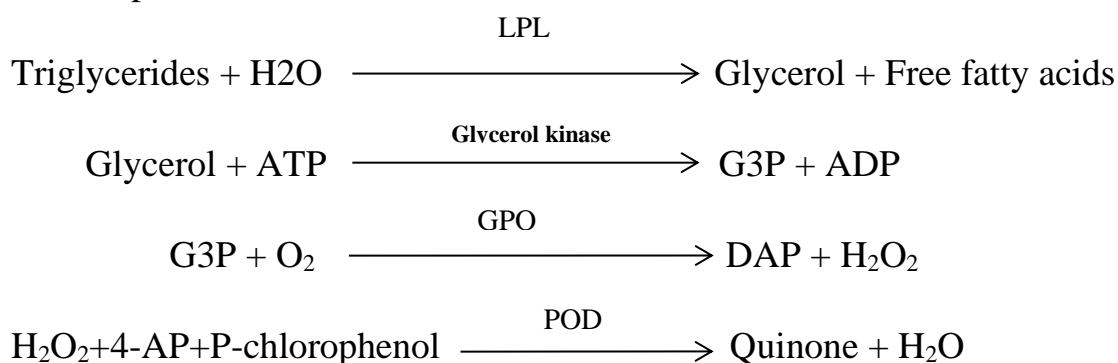 LPL
Triglycerides + H2O Glycerol + Free fatty acids
Glycerol kinase
Glycerol + ATP G3P + ADP
GPO
G3P + O₂ DAP + H₂O₂
POD
H₂O₂+4-AP+P-chlorophenol Quinone + H₂O